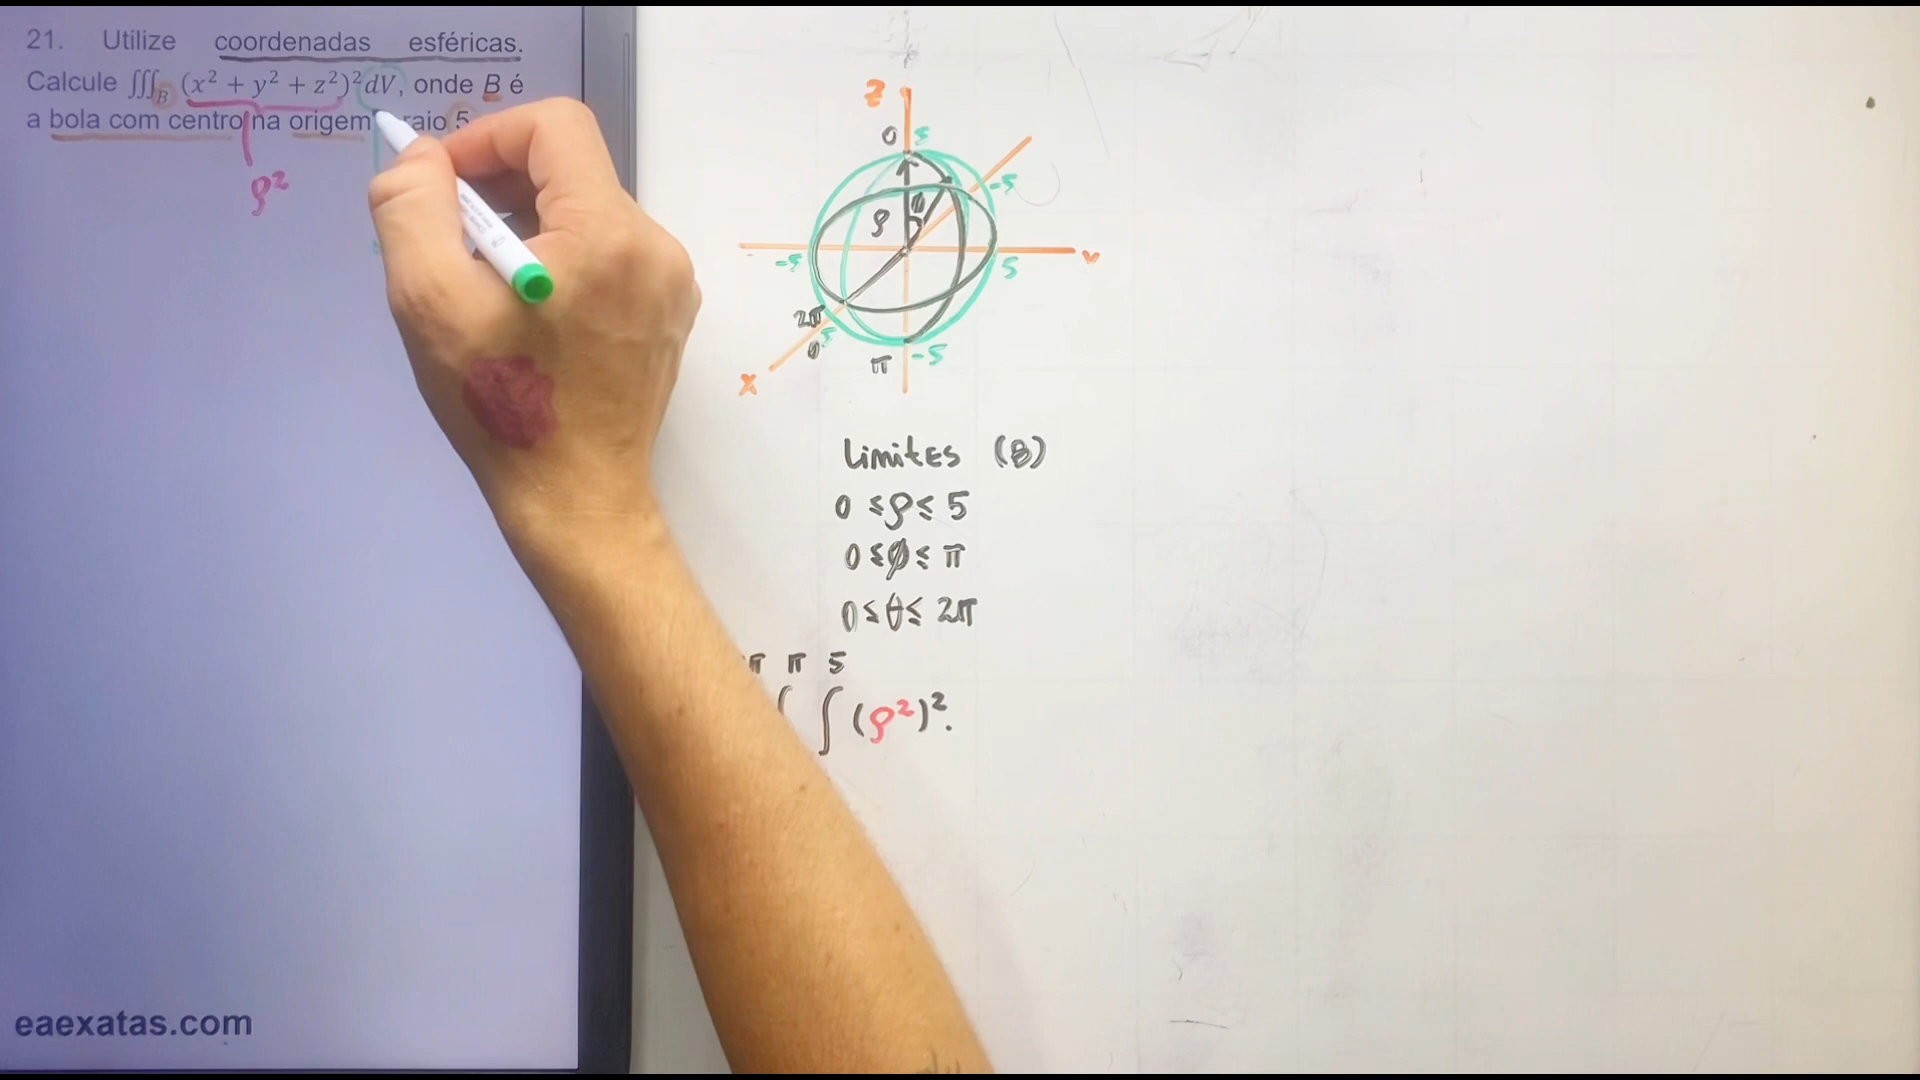 21. Utilize coordenadas esféricas.
Calcule ∭_B (x² + y² + z²)² dV, onde B é
a bola com centro na origem raio 5
ρ²
eaexatas.com
z
0 5
-5
ρ
-5 5 y
2π
0 5
π -5
x
Limites (B)
0 ≤ ρ ≤ 5
0 ≤ ϕ ≤ π
0 ≤ θ ≤ 2π
π π 5
∫ ∫ (ρ²)².